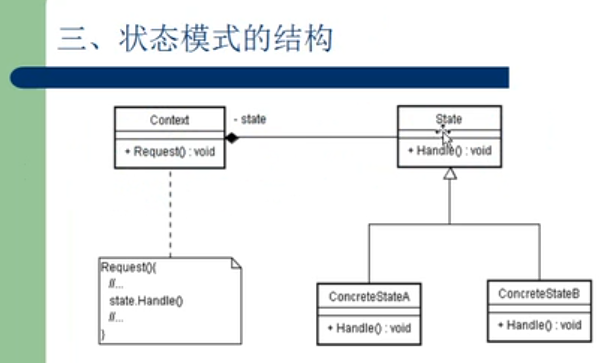 三、状态模式的结构
Context
- state
State
+ Request() : void
+ Handle() : void
Request(){
//...
state.Handle()
//...
}
ConcreteStateA
+ Handle() : void
ConcreteStateB
+ Handle() : void